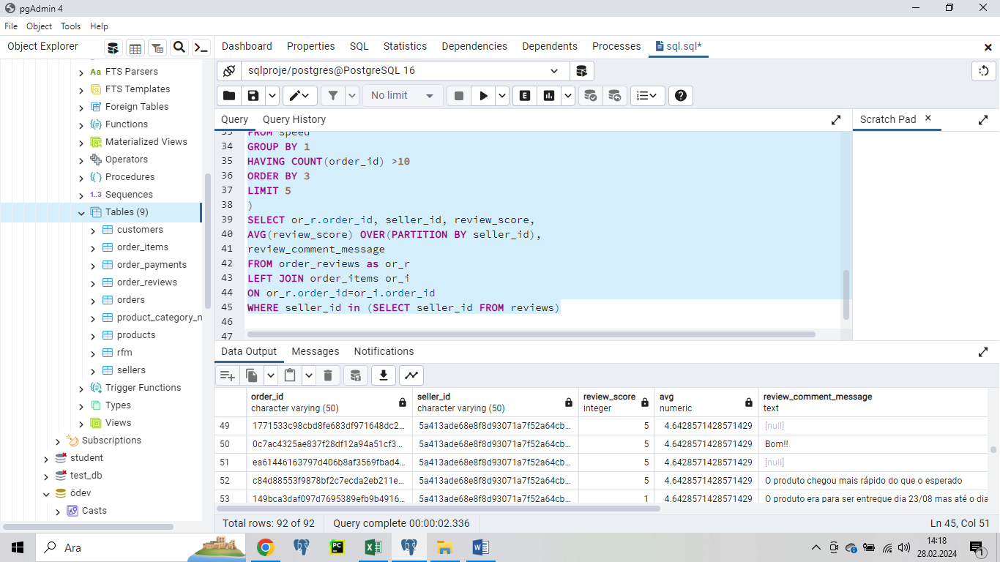 pgAdmin 4
File Object Tools Help
Object Explorer
Dashboard Properties SQL Statistics Dependencies Dependents Processes sql.sql*
Aa FTS Parsers
FTS Templates
Foreign Tables
Functions
Materialized Views
Operators
Procedures
1..3 Sequences
Tables (9)
customers
order_items
order_payments
order_reviews
orders
product_category_n
products
rfm
sellers
Trigger Functions
Types
Views
Subscriptions
student
test_db
ödev
Casts
sqlproje/postgres@PostgreSQL 16
No limit
E
Query Query History
Scratch Pad
33 FROM speed
34 GROUP BY 1
35 HAVING COUNT(order_id) >10
36 ORDER BY 3
37 LIMIT 5
38 )
39 SELECT or_r.order_id, seller_id, review_score,
40 AVG(review_score) OVER(PARTITION BY seller_id),
41 review_comment_message
42 FROM order_reviews as or_r
43 LEFT JOIN order_items or_i
44 ON or_r.order_id=or_i.order_id
45 WHERE seller_id in (SELECT seller_id FROM reviews)
46
47
Data Output Messages Notifications
order_id seller_id review_score avg review_comment_message
character varying (50) character varying (50) integer numeric text
49 1771533c98cbd8fe683df971648dc2... 5a413ade68e8f8d93071a7f52a64cb... 5 4.6428571428571429 [null]
50 0c7ac4325ae837f28df12a94a51cf3... 5a413ade68e8f8d93071a7f52a64cb... 5 4.6428571428571429 Bom!!
51 ea61446163797d406b8af3569fbad4... 5a413ade68e8f8d93071a7f52a64cb... 5 4.6428571428571429 [null]
52 c84d88553f9878bf2c7ecda2eb211e... 5a413ade68e8f8d93071a7f52a64cb... 5 4.6428571428571429 O produto chegou mais rápido do que o esperado
53 149bca3daf097d7695389efb9b4916... 5a413ade68e8f8d93071a7f52a64cb... 1 4.6428571428571429 O produto era para ser entregue dia 23/08 mas até o dia
Total rows: 92 of 92 Query complete 00:00:02.336 Ln 45, Col 51
Ara
PC
14:18
28.02.2024
1